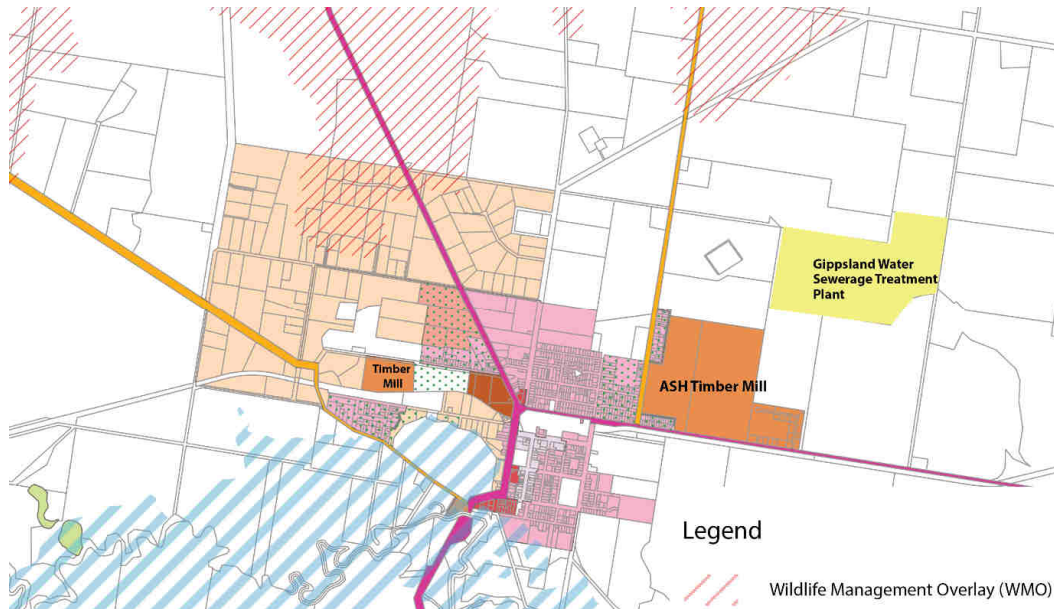 Gippsland Water
Sewerage Treatment
Plant
Timber
Mill
ASH Timber Mill
Legend
Wildlife Management Overlay (WMO)